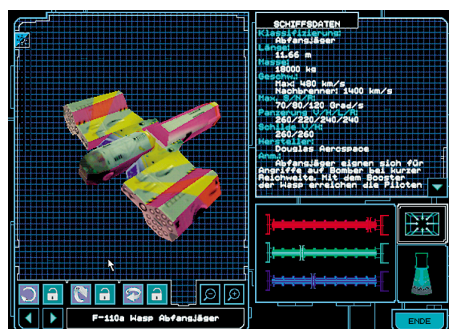 SCHIFFSDATEN
Klassifizierung:
Abfangjäger
Länge:
11.66 m
Masse:
18000 kg
Geschw.:
Max: 480 km/s
Nachbrenner: 1400 km/s
Max. S/N/R:
70/80/120 Grad/s
Panzerung V/H/L/R:
260/220/240/240
Schilde V/H:
260/260
Hersteller:
Douglas Aerospace
Anm.:
Abfangjäger eignen sich für
Angriffe auf Bomber bei kurzer
Reichweite. Mit dem Booster
der Wasp erreichen die Piloten
F-110a Wasp Abfangjäger
ENDE